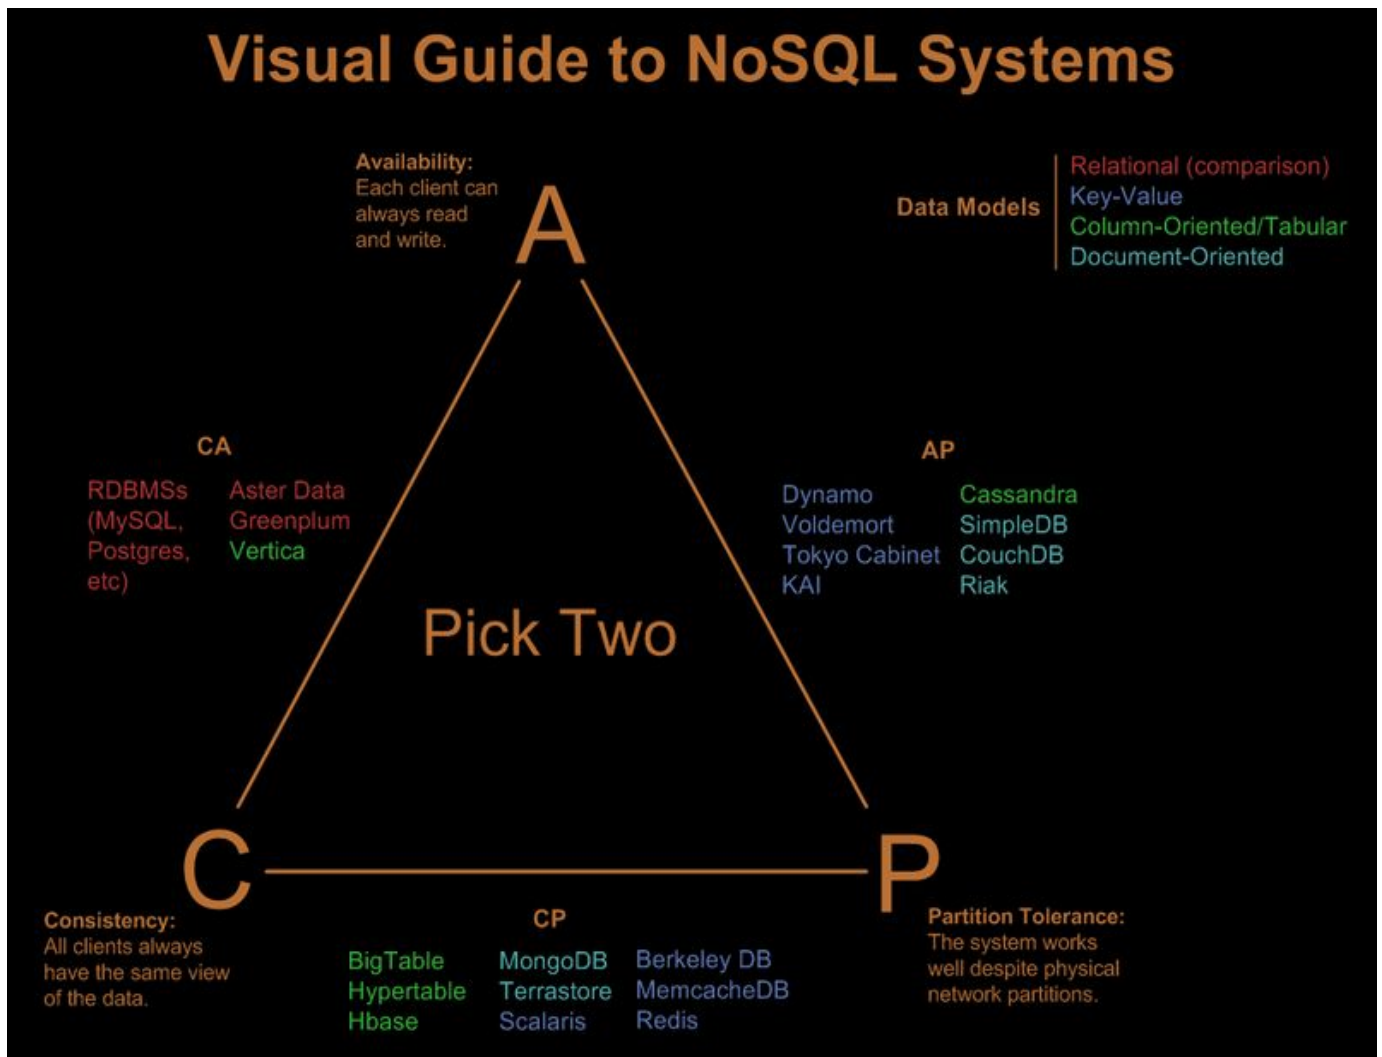 Visual Guide to NoSQL Systems
Availability:
Each client can
always read
and write.
A
Data Models
Relational (comparison)
Key-Value
Column-Oriented/Tabular
Document-Oriented
CA
RDBMSs
(MySQL,
Postgres,
etc)
Aster Data
Greenplum
Vertica
AP
Dynamo
Voldemort
Tokyo Cabinet
KAI
Cassandra
SimpleDB
CouchDB
Riak
Pick Two
C
Consistency:
All clients always
have the same view
of the data.
P
Partition Tolerance:
The system works
well despite physical
network partitions.
CP
BigTable
Hypertable
Hbase
MongoDB
Terrastore
Scalaris
Berkeley DB
MemcacheDB
Redis